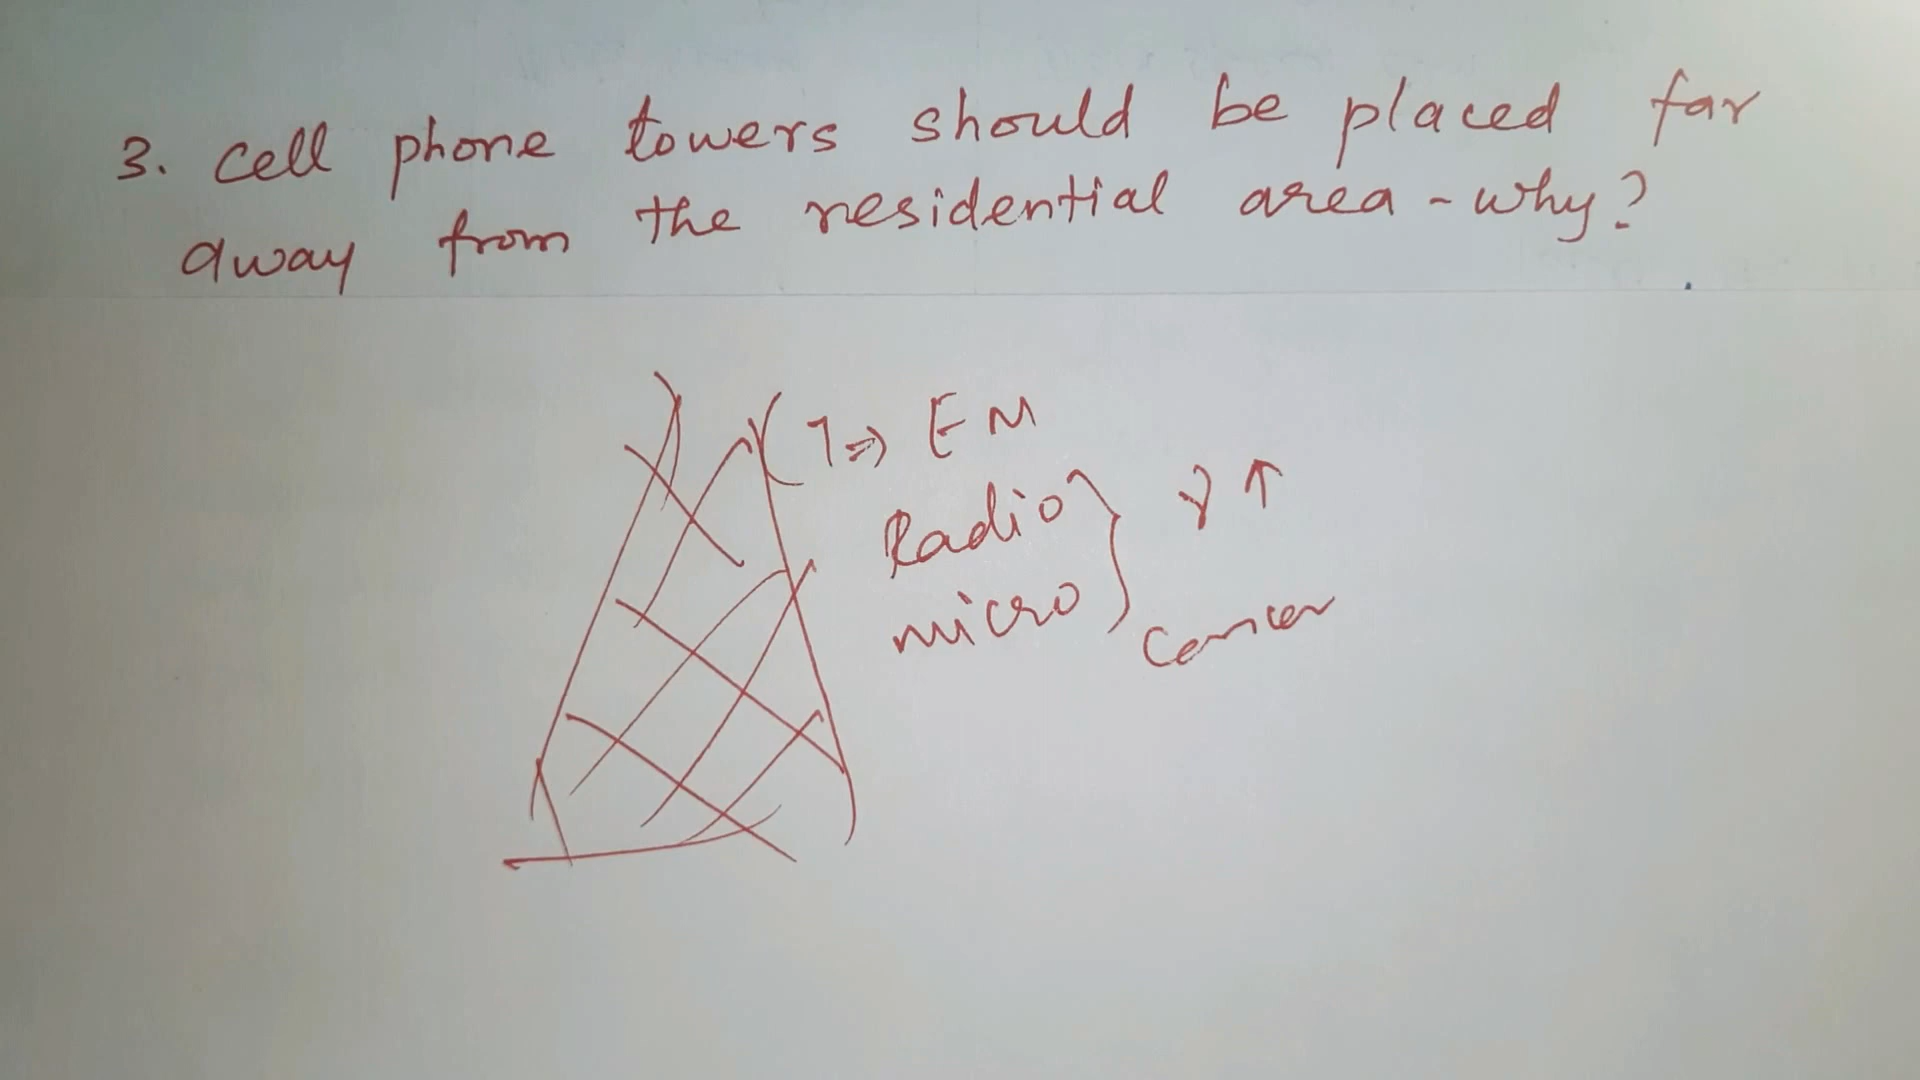 3. Cell phone towers should be placed far
away from the residential area - why?
⇒ EM
Radio
micro
γ ↑
Cancer